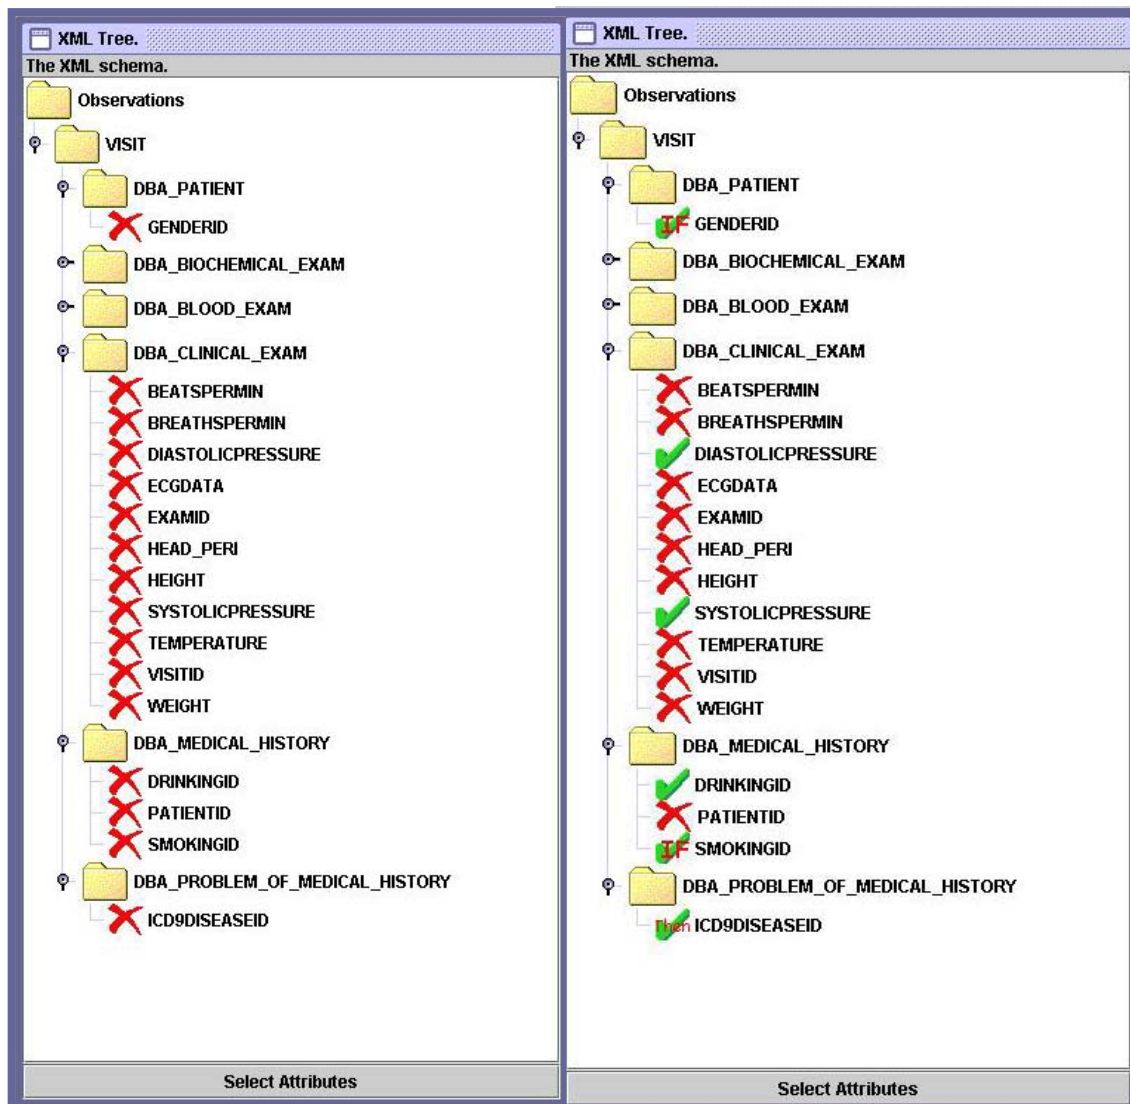 XML Tree.
The XML schema.
Observations
VISIT
DBA_PATIENT
GENDERID
DBA_BIOCHEMICAL_EXAM
DBA_BLOOD_EXAM
DBA_CLINICAL_EXAM
BEATSPERMIN
BREATHSPERMIN
DIASTOLICPRESSURE
ECGDATA
EXAMID
HEAD_PERI
HEIGHT
SYSTOLICPRESSURE
TEMPERATURE
VISITID
WEIGHT
DBA_MEDICAL_HISTORY
DRINKINGID
PATIENTID
SMOKINGID
DBA_PROBLEM_OF_MEDICAL_HISTORY
ICD9DISEASEID
Select Attributes
XML Tree.
The XML schema.
Observations
VISIT
DBA_PATIENT
IF GENDERID
DBA_BIOCHEMICAL_EXAM
DBA_BLOOD_EXAM
DBA_CLINICAL_EXAM
BEATSPERMIN
BREATHSPERMIN
DIASTOLICPRESSURE
ECGDATA
EXAMID
HEAD_PERI
HEIGHT
SYSTOLICPRESSURE
TEMPERATURE
VISITID
WEIGHT
DBA_MEDICAL_HISTORY
DRINKINGID
PATIENTID
IF SMOKINGID
DBA_PROBLEM_OF_MEDICAL_HISTORY
Then ICD9DISEASEID
Select Attributes